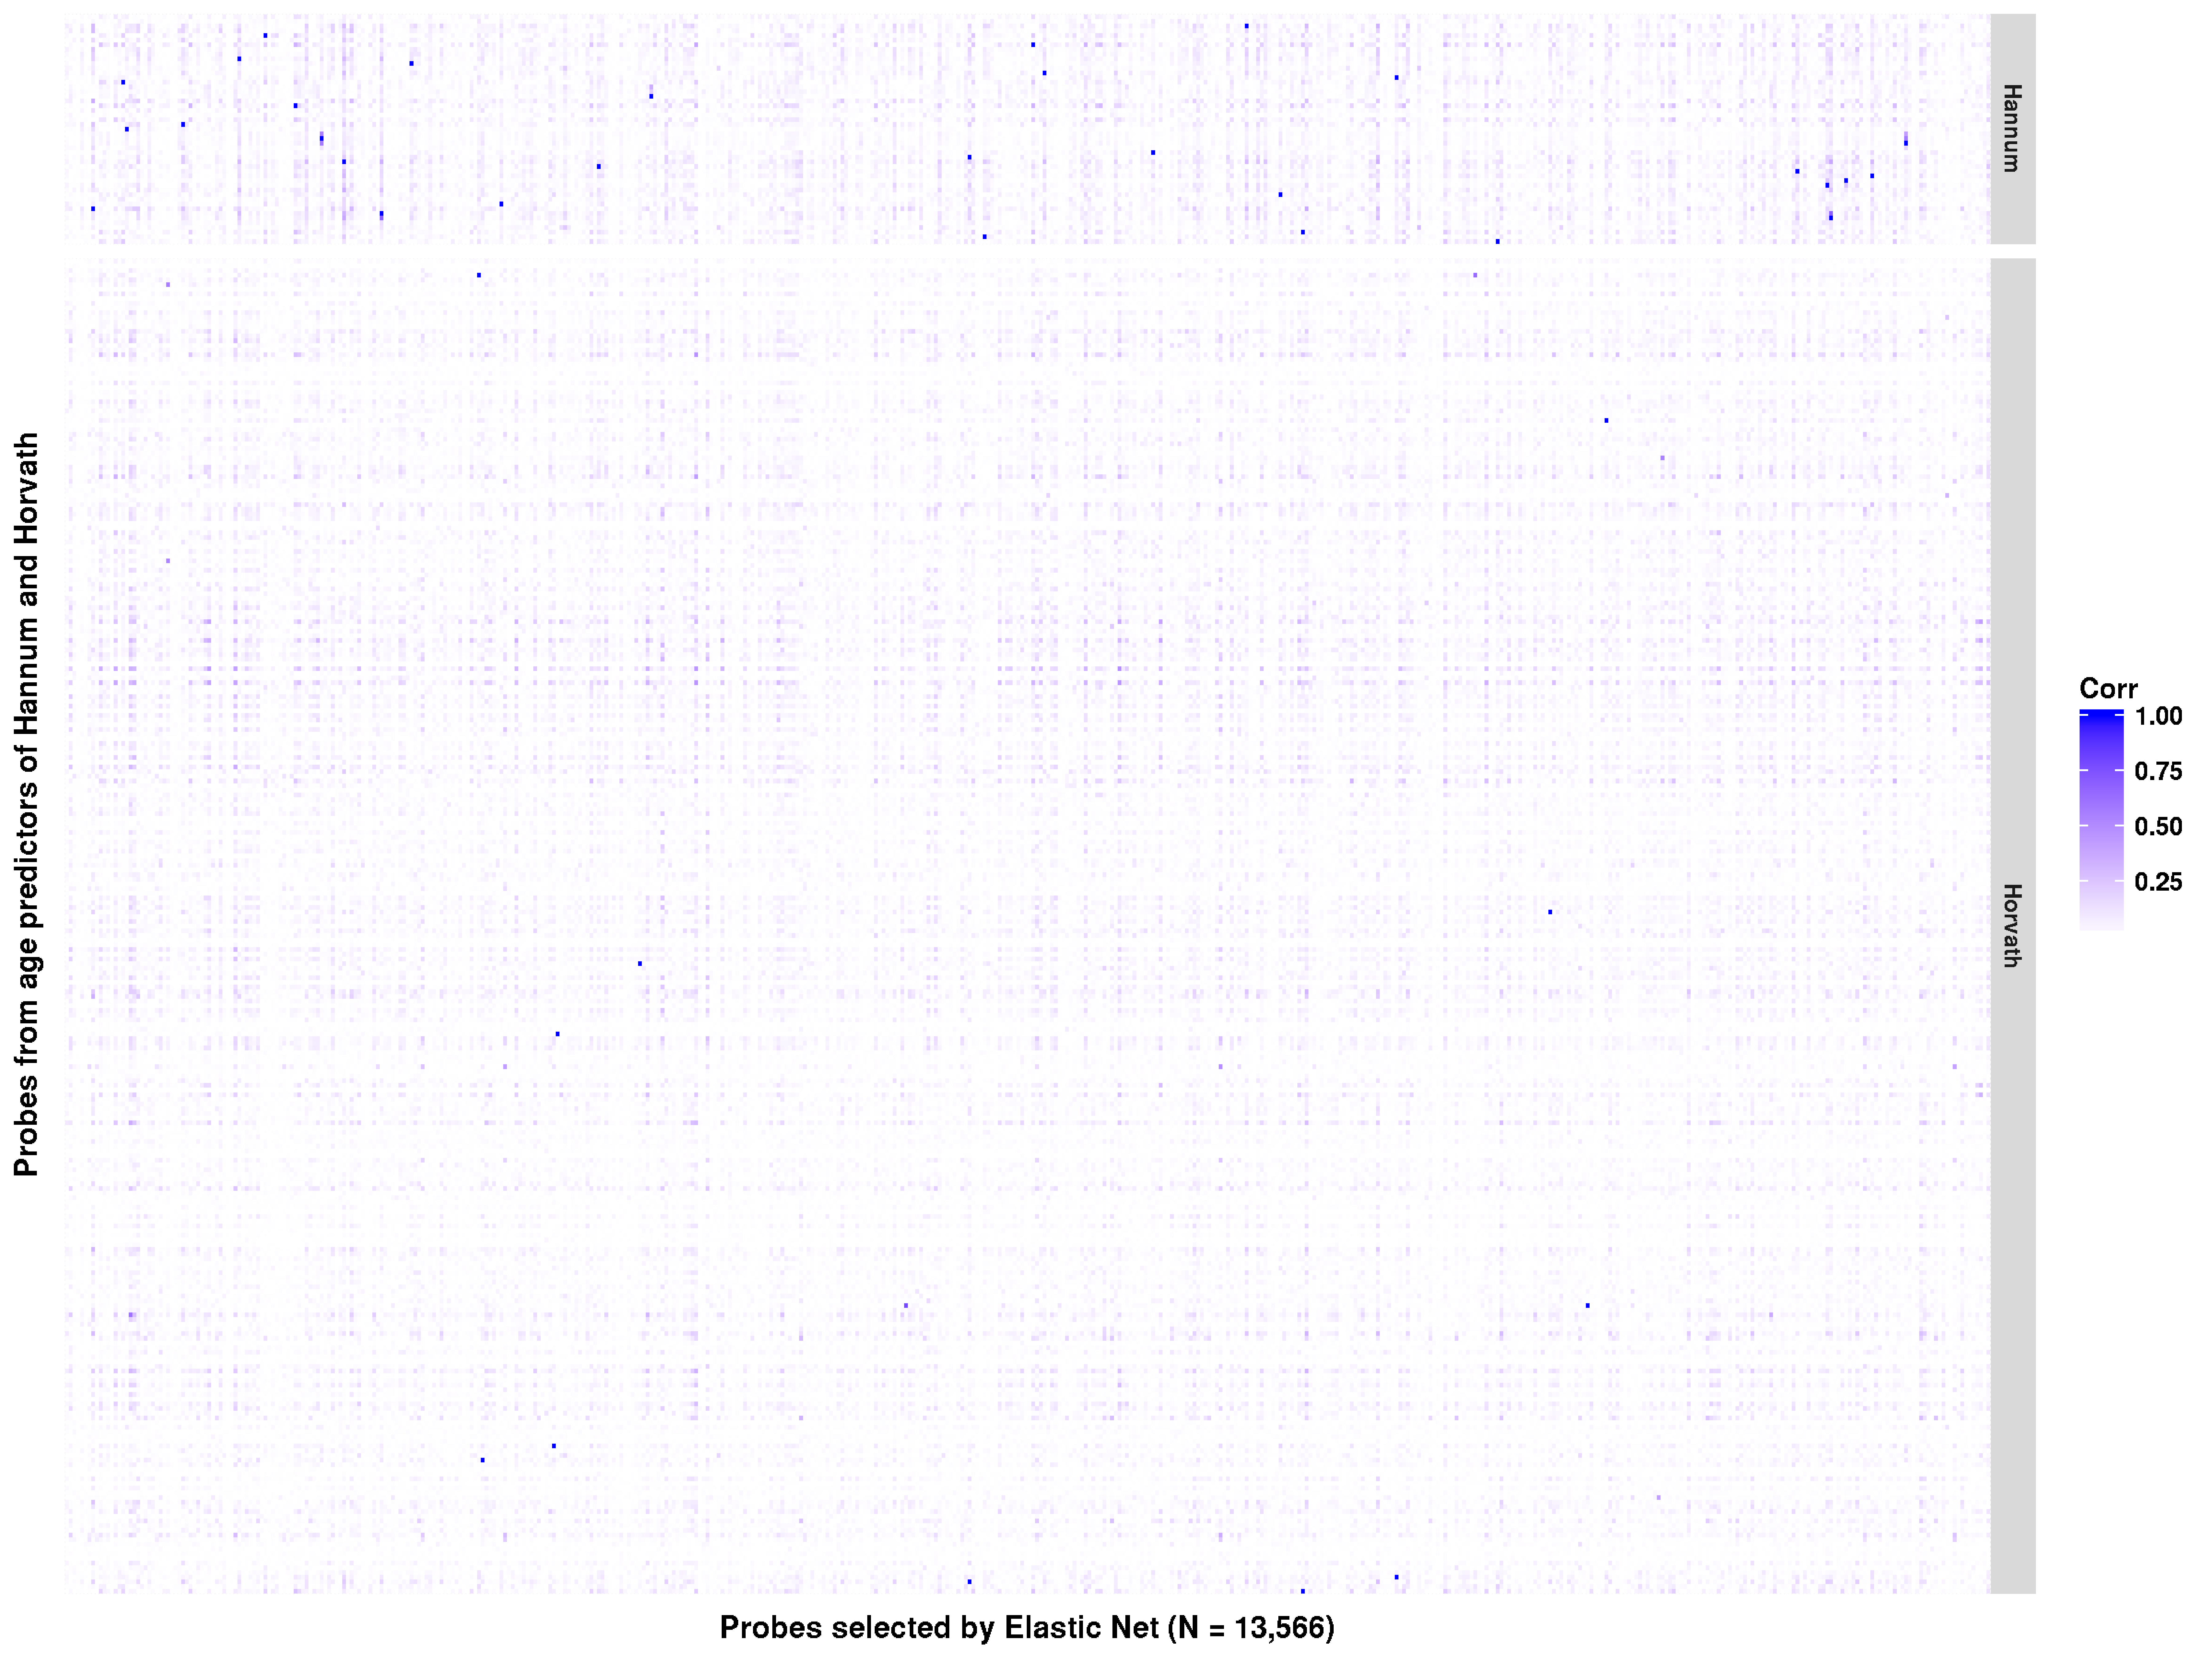 Hannum
Probes from age predictors of Hannum and Horvath
Horvath
Corr
1.00
0.75
0.50
0.25
Probes selected by Elastic Net (N = 13,566)